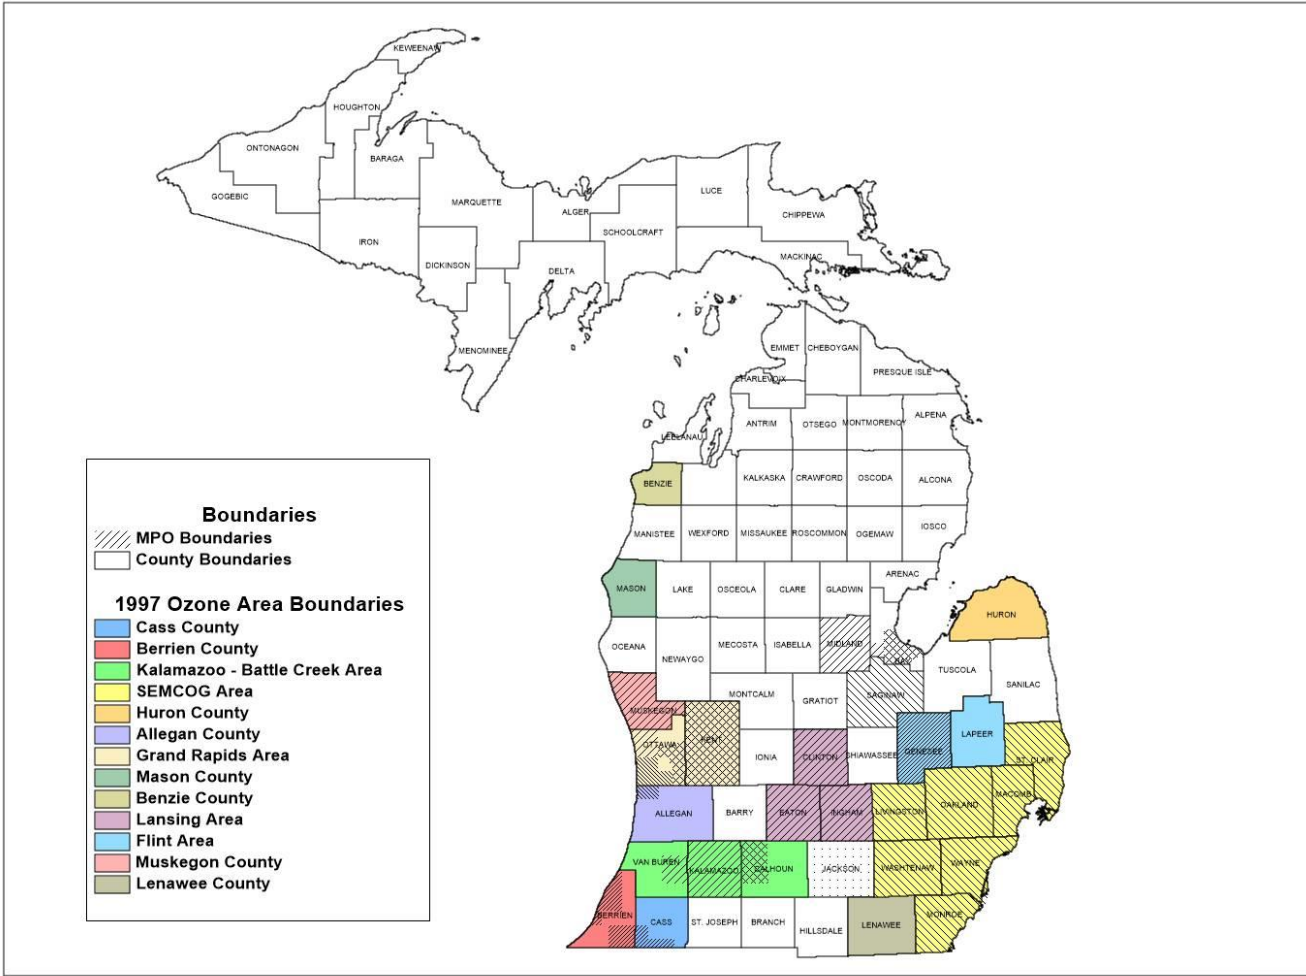 KEWEENAW
HOUGHTON
ONTONAGON
BARAGA
GOGEBIC
MARQUETTE
LUCE
ALGER
CHIPPEWA
SCHOOLCRAFT
IRON
MACKINAC
DICKINSON
DELTA
MENOMINEE
EMMET
CHEBOYGAN
PRESQUE ISLE
CHARLEVOIX
ANTRIM
OTSEGO
MONTMORENCY
ALPENA
LEELANAU
BENZIE
KALKASKA
CRAWFORD
OSCODA
ALCONA
MANISTEE
WEXFORD
MISSAUKEE
ROSCOMMON
OGEMAW
IOSCO
MASON
LAKE
OSCEOLA
CLARE
GLADWIN
ARENAC
HURON
OCEANA
NEWAYGO
MECOSTA
ISABELLA
MIDLAND
BAY
TUSCOLA
SANILAC
MUSKEGON
MONTCALM
GRATIOT
SAGINAW
OTTAWA
KENT
IONIA
CLINTON
SHIAWASSEE
GENESEE
LAPEER
ST. CLAIR
ALLEGAN
BARRY
EATON
INGHAM
LIVINGSTON
OAKLAND
MACOMB
VAN BUREN
KALAMAZOO
CALHOUN
JACKSON
WASHTENAW
WAYNE
BERRIEN
CASS
ST. JOSEPH
BRANCH
HILLSDALE
LENAWEE
MONROE
Boundaries
MPO Boundaries
County Boundaries
1997 Ozone Area Boundaries
Cass County
Berrien County
Kalamazoo - Battle Creek Area
SEMCOG Area
Huron County
Allegan County
Grand Rapids Area
Mason County
Benzie County
Lansing Area
Flint Area
Muskegon County
Lenawee County